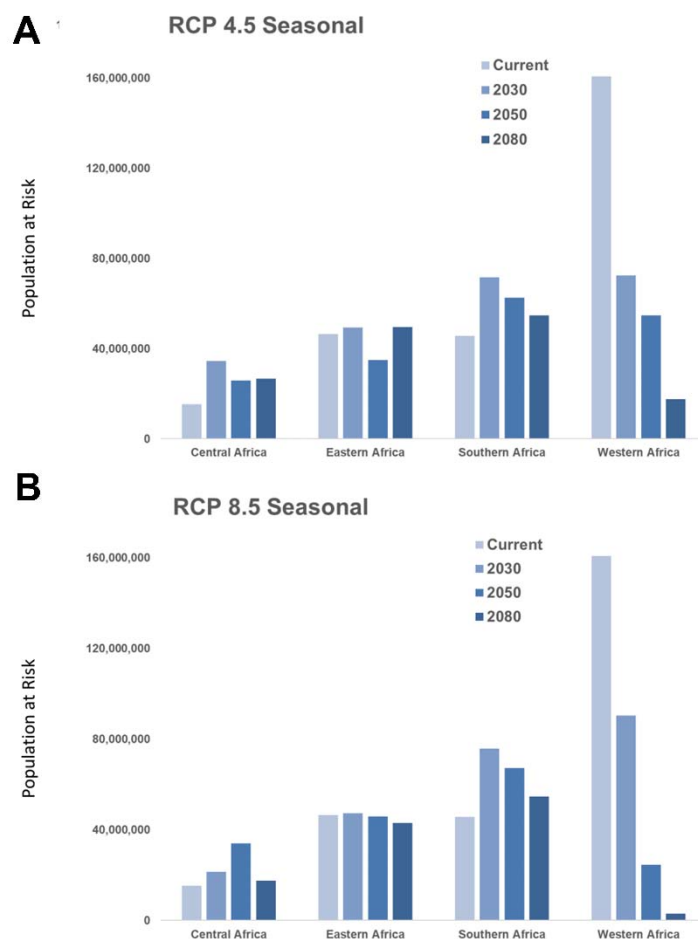 A
RCP 4.5 Seasonal
Current
2030
2050
2080
Population at Risk
160,000,000
120,000,000
80,000,000
40,000,000
0
Central Africa Eastern Africa Southern Africa Western Africa
B
RCP 8.5 Seasonal
Current
2030
2050
2080
Population at Risk
160,000,000
120,000,000
80,000,000
40,000,000
0
Central Africa Eastern Africa Southern Africa Western Africa